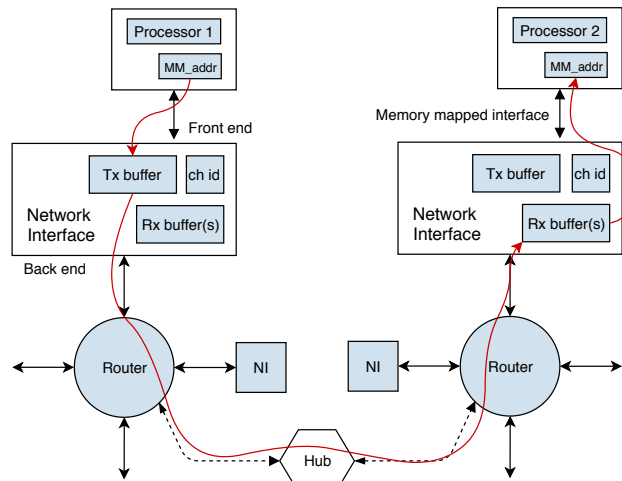 Processor 1
MM_addr
Front end
Tx buffer
ch id
Network
Interface
Rx buffer(s)
Back end
Router
NI
Processor 2
MM_addr
Memory mapped interface
Tx buffer
ch id
Network
Interface
Rx buffer(s)
NI
Router
Hub